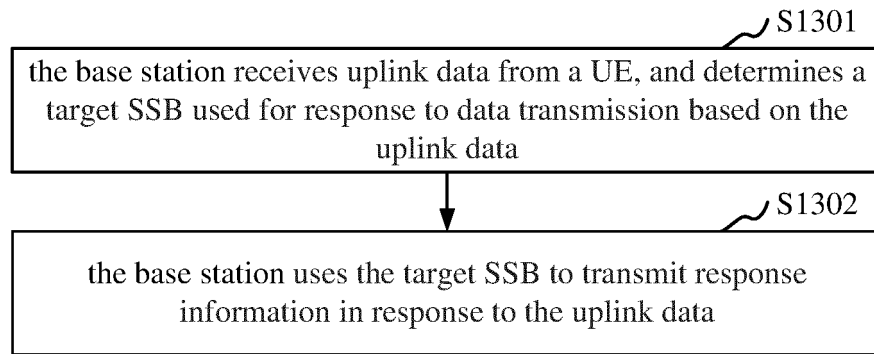 S1301
the base station receives uplink data from a UE, and determines a
target SSB used for response to data transmission based on the
uplink data
S1302
the base station uses the target SSB to transmit response
information in response to the uplink data